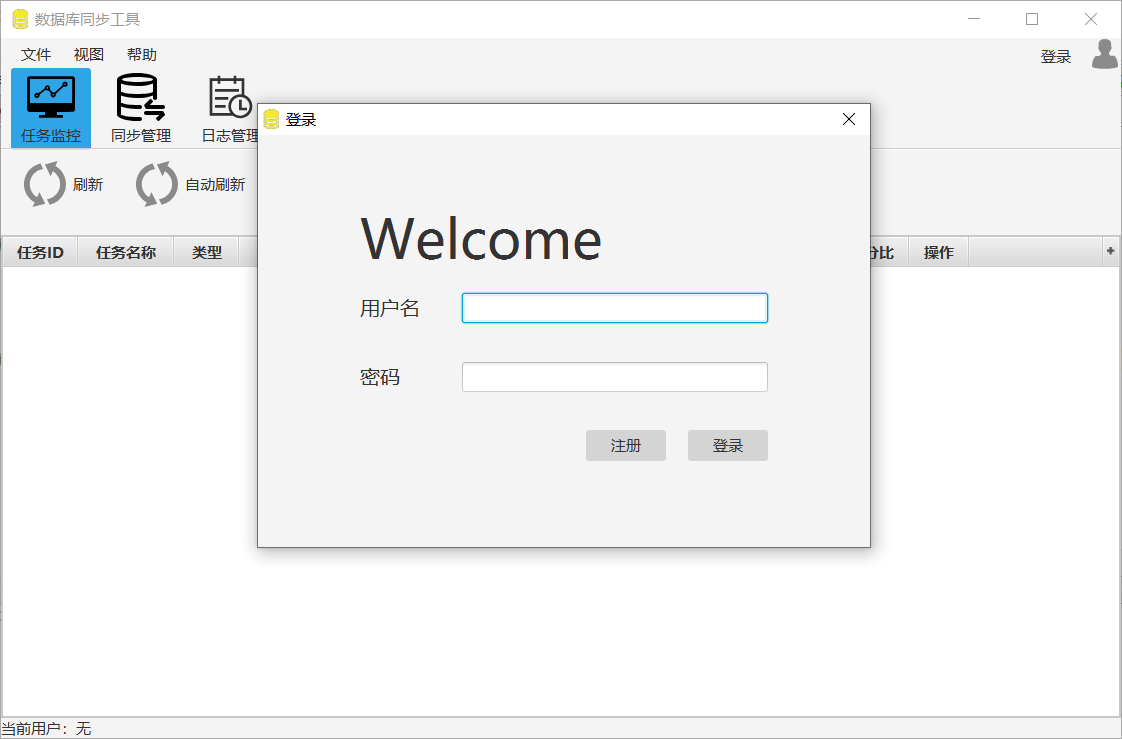 数据库同步工具
文件 视图 帮助
登录
任务监控 同步管理 日志管理
刷新 自动刷新
任务ID 任务名称 类型 分比 操作
登录
Welcome
用户名
密码
注册 登录
当前用户：无